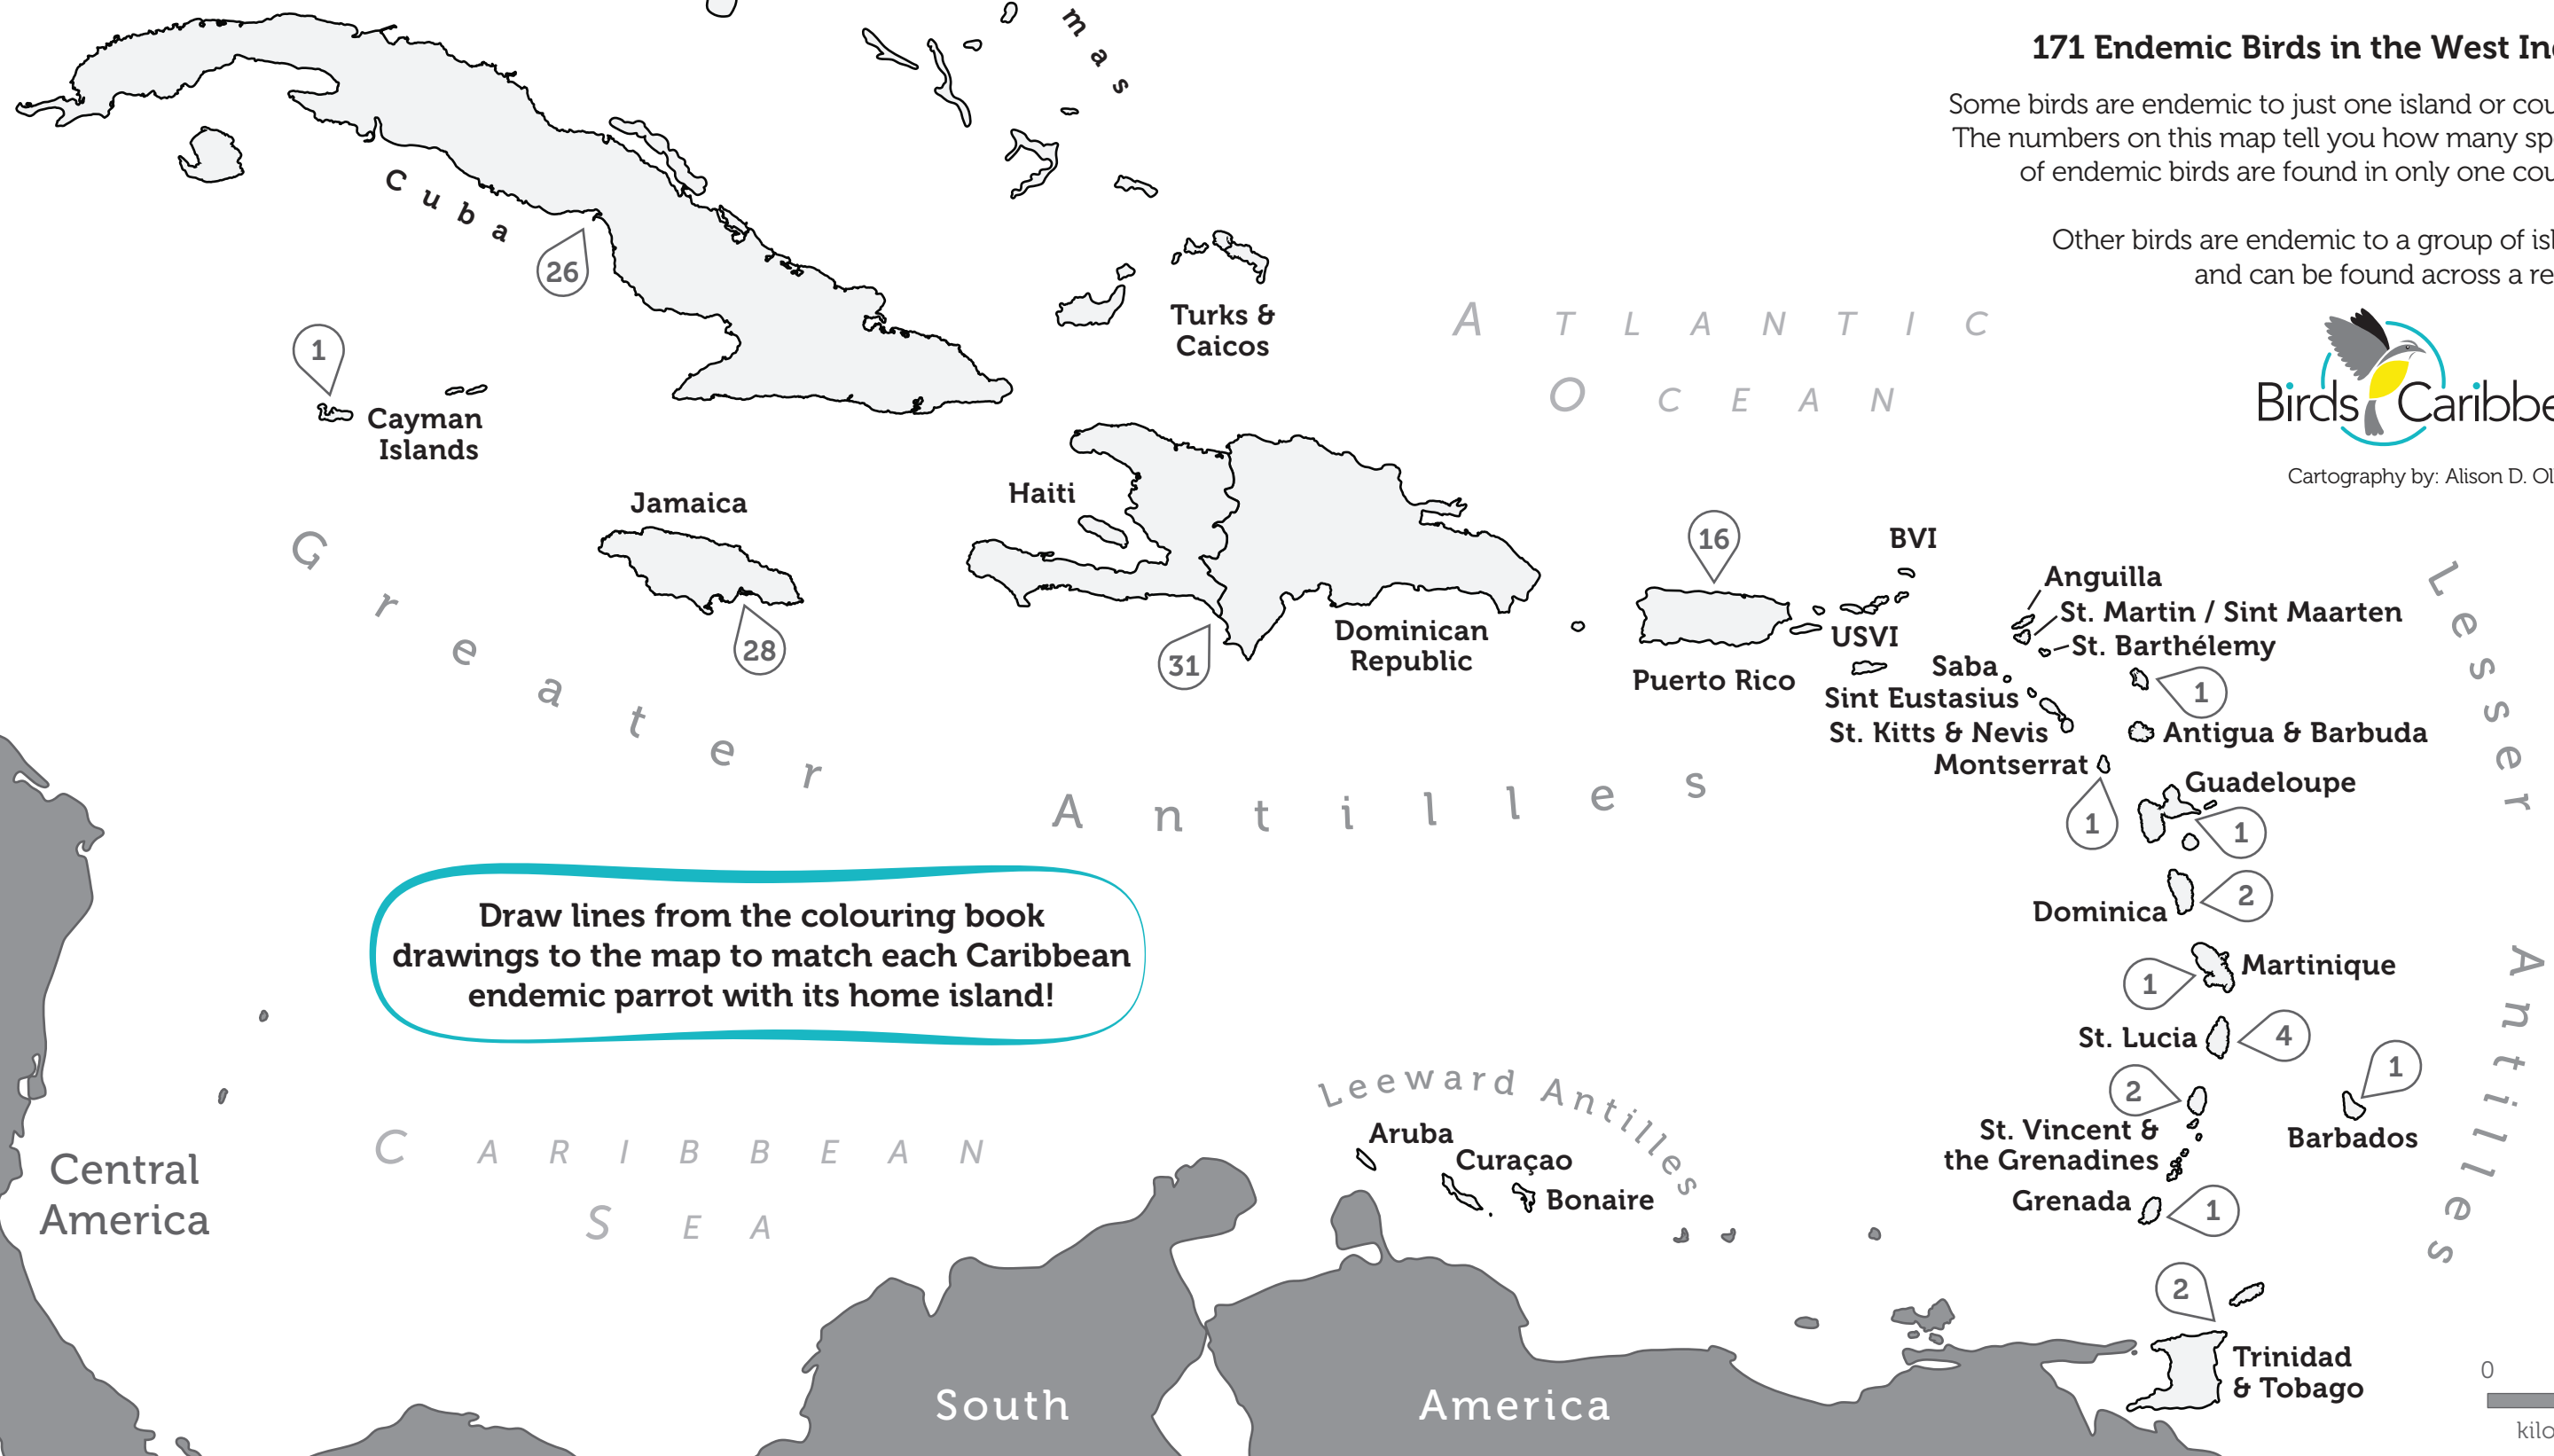 171 Endemic Birds in the West In
Some birds are endemic to just one island or cou
The numbers on this map tell you how many sp
of endemic birds are found in only one cou
Other birds are endemic to a group of isl
and can be found across a re
Birds Caribbe
Cartography by: Alison D. Ol
mas
Cuba
26
Turks &
Caicos
ATLANTIC
OCEAN
1
Cayman
Islands
Jamaica
28
Haiti
31
Dominican
Republic
16
Puerto Rico
BVI
USVI
Anguilla
St. Martin / Sint Maarten
St. Barthélemy
Saba
Sint Eustasius
1
St. Kitts & Nevis
Antigua & Barbuda
Montserrat
1
Guadeloupe
1
Greater Antilles
Lesser Antilles
Dominica
2
Martinique
1
St. Lucia
4
2
St. Vincent &
the Grenadines
1
Barbados
Grenada
1
2
Trinidad
& Tobago
Draw lines from the colouring book
drawings to the map to match each Caribbean
endemic parrot with its home island!
Leeward Antilles
Aruba
Curaçao
Bonaire
CARIBBEAN
SEA
Central
America
South America
0
kilo